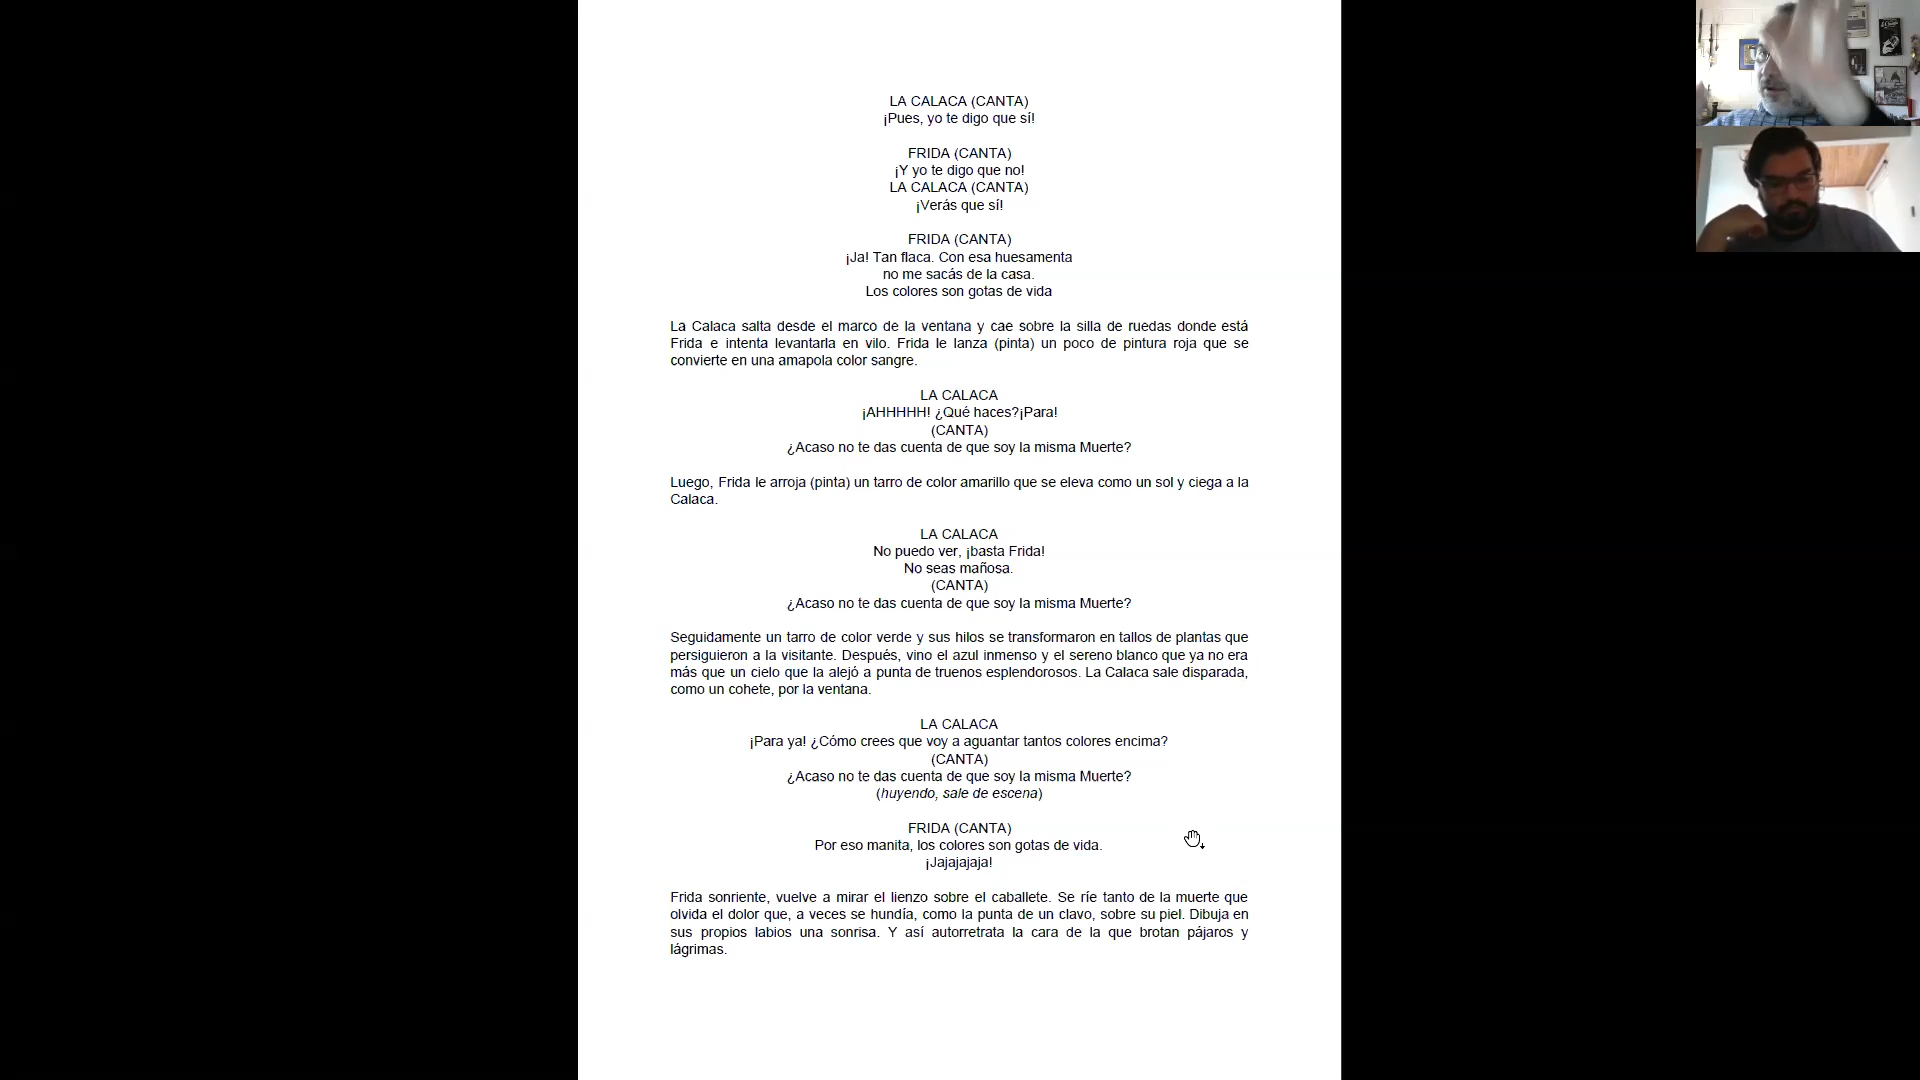 LA CALACA (CANTA)
¡Pues, yo te digo que sí!
FRIDA (CANTA)
¡Y yo te digo que no!
LA CALACA (CANTA)
¡Verás que sí!
FRIDA (CANTA)
¡Ja! Tan flaca. Con esa huesamenta
no me sacás de la casa.
Los colores son gotas de vida
La Calaca salta desde el marco de la ventana y cae sobre la silla de ruedas donde está
Frida e intenta levantarla en vilo. Frida le lanza (pinta) un poco de pintura roja que se
convierte en una amapola color sangre.
LA CALACA
¡AHHHHH! ¿Qué haces?¡Para!
(CANTA)
¿Acaso no te das cuenta de que soy la misma Muerte?
Luego, Frida le arroja (pinta) un tarro de color amarillo que se eleva como un sol y ciega a la
Calaca.
LA CALACA
No puedo ver, ¡basta Frida!
No seas mañosa.
(CANTA)
¿Acaso no te das cuenta de que soy la misma Muerte?
Seguidamente un tarro de color verde y sus hilos se transformaron en tallos de plantas que
persiguieron a la visitante. Después, vino el azul inmenso y el sereno blanco que ya no era
más que un cielo que la alejó a punta de truenos esplendorosos. La Calaca sale disparada,
como un cohete, por la ventana.
LA CALACA
¡Para ya! ¿Cómo crees que voy a aguantar tantos colores encima?
(CANTA)
¿Acaso no te das cuenta de que soy la misma Muerte?
(huyendo, sale de escena)
FRIDA (CANTA)
Por eso manita, los colores son gotas de vida.
¡Jajajajaja!
Frida sonriente, vuelve a mirar el lienzo sobre el caballete. Se ríe tanto de la muerte que
olvida el dolor que, a veces se hundía, como la punta de un clavo, sobre su piel. Dibuja en
sus propios labios una sonrisa. Y así autorretrata la cara de la que brotan pájaros y
lágrimas.